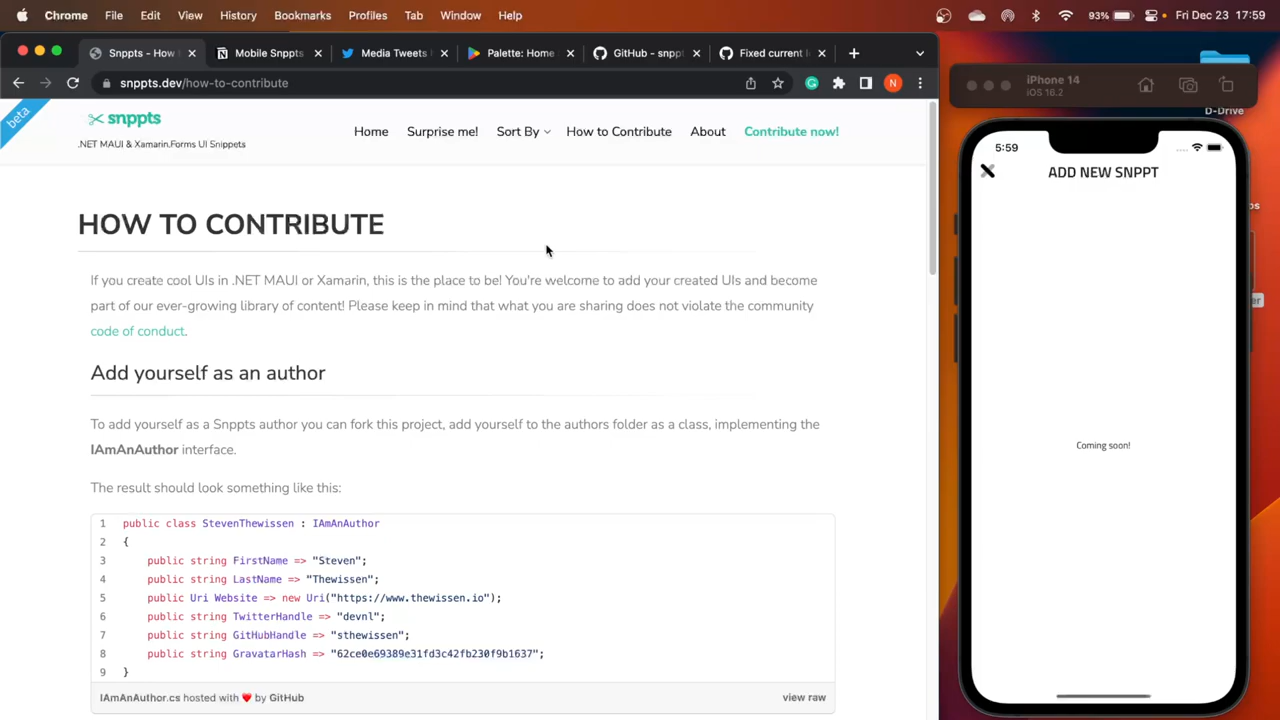 Chrome File Edit View History Bookmarks Profiles Tab Window Help 93% Fri Dec 23 17:59
Snppts - How Mobile Snppts Media Tweets Palette: Home GitHub - snppt Fixed current
snppts.dev/how-to-contribute N
beta
snppts
.NET MAUI & Xamarin.Forms UI Snippets
Home Surprise me! Sort By How to Contribute About Contribute now!
HOW TO CONTRIBUTE
If you create cool UIs in .NET MAUI or Xamarin, this is the place to be! You're welcome to add your created UIs and become
part of our ever-growing library of content! Please keep in mind that what you are sharing does not violate the community
code of conduct.
Add yourself as an author
To add yourself as a Snppts author you can fork this project, add yourself to the authors folder as a class, implementing the
IAmAnAuthor interface.
The result should look something like this:
1 public class StevenThewissen : IAmAnAuthor
2 {
3 public string FirstName => "Steven";
4 public string LastName => "Thewissen";
5 public Uri Website => new Uri("https://www.thewissen.io");
6 public string TwitterHandle => "devnl";
7 public string GitHubHandle => "sthewissen";
8 public string GravatarHash => "62ce0e69389e31fd3c42fb230f9b1637";
9 }
IAmAnAuthor.cs hosted with ❤ by GitHub view raw
iPhone 14
iOS 16.2
D-Drive
5:59
ADD NEW SNPPT
Coming soon!